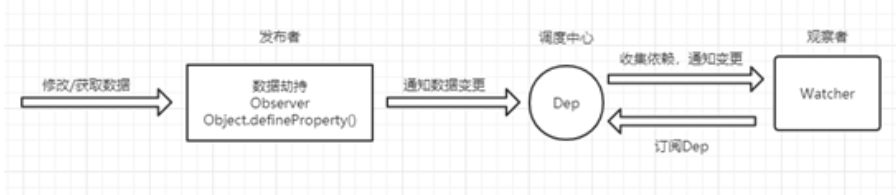 发布者
调度中心
观察者
修改/获取数据
数据劫持
Observer
Object.defineProperty()
通知数据变更
Dep
收集依赖，通知变更
Watcher
订阅Dep